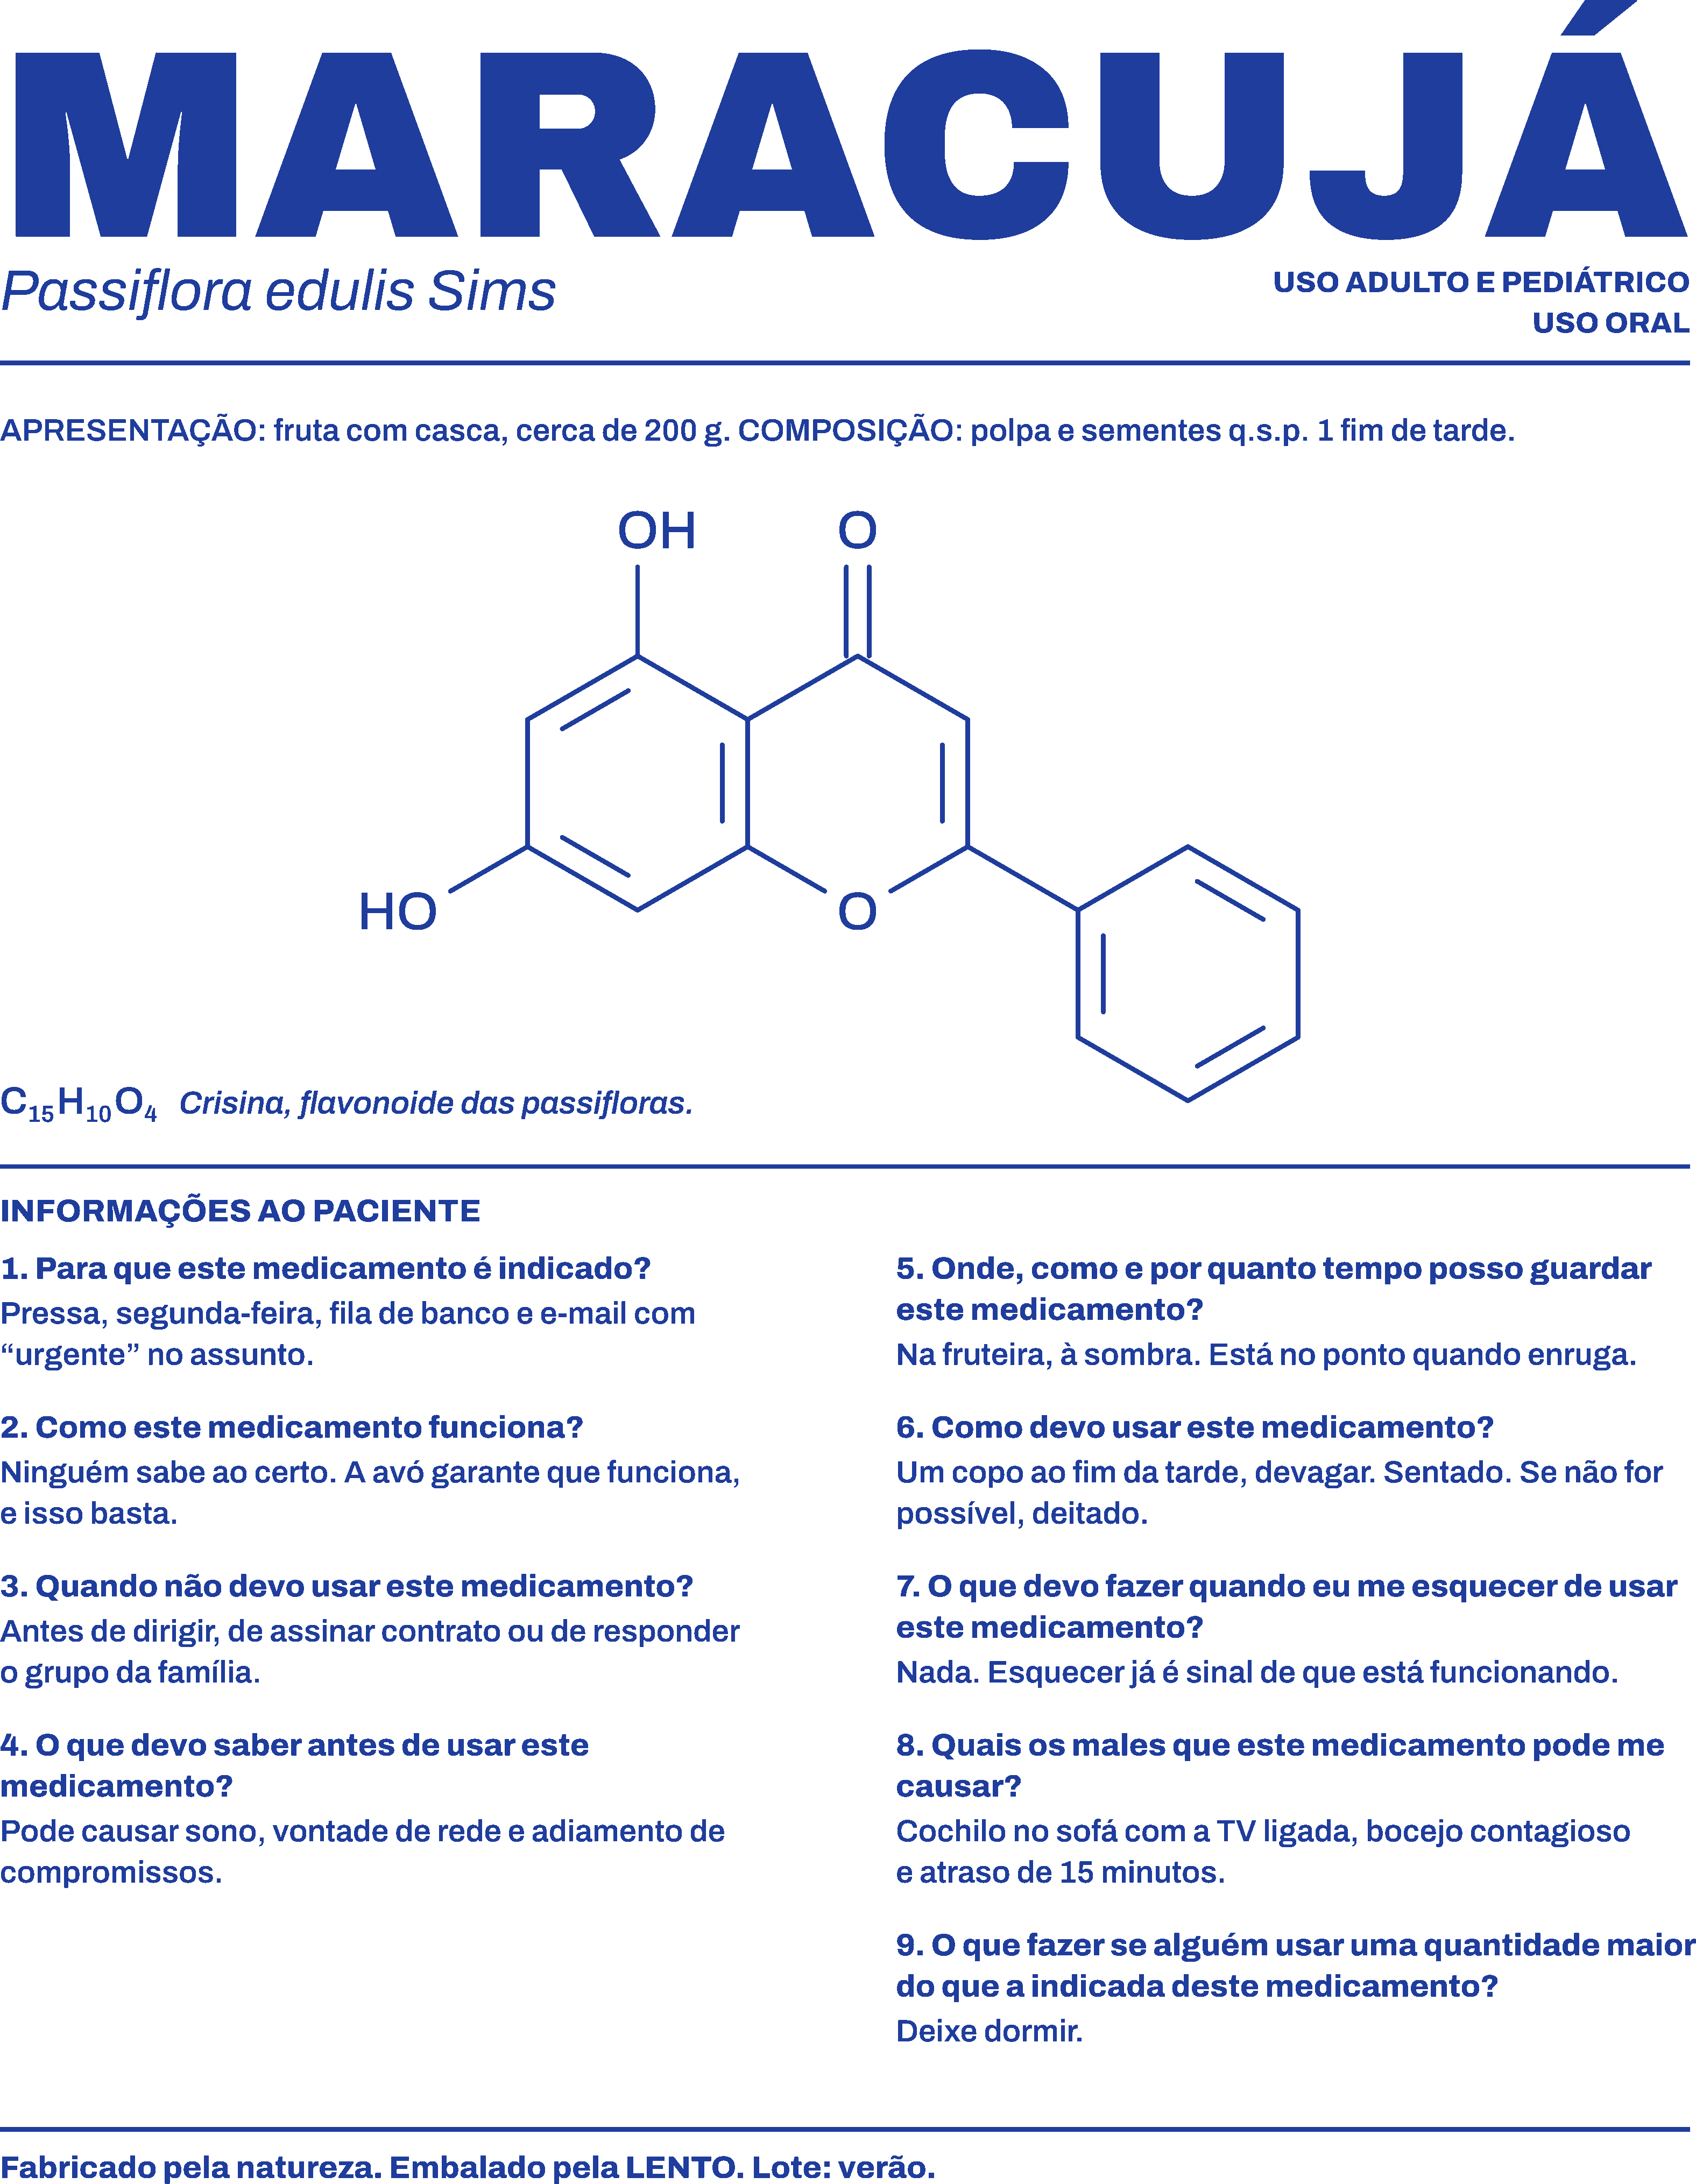 MARACUJÁ
Passiflora edulis Sims
USO ADULTO E PEDIÁTRICO
USO ORAL
APRESENTAÇÃO: fruta com casca, cerca de 200 g. COMPOSIÇÃO: polpa e sementes q.s.p. 1 fim de tarde.
OH
O
HO
O
C₁₅H₁₀O₄ Crisina, flavonoide das passifloras.
INFORMAÇÕES AO PACIENTE
1. Para que este medicamento é indicado?
Pressa, segunda-feira, fila de banco e e-mail com
“urgente” no assunto.
2. Como este medicamento funciona?
Ninguém sabe ao certo. A avó garante que funciona,
e isso basta.
3. Quando não devo usar este medicamento?
Antes de dirigir, de assinar contrato ou de responder
o grupo da família.
4. O que devo saber antes de usar este
medicamento?
Pode causar sono, vontade de rede e adiamento de
compromissos.
5. Onde, como e por quanto tempo posso guardar
este medicamento?
Na fruteira, à sombra. Está no ponto quando enruga.
6. Como devo usar este medicamento?
Um copo ao fim da tarde, devagar. Sentado. Se não for
possível, deitado.
7. O que devo fazer quando eu me esquecer de usar
este medicamento?
Nada. Esquecer já é sinal de que está funcionando.
8. Quais os males que este medicamento pode me
causar?
Cochilo no sofá com a TV ligada, bocejo contagioso
e atraso de 15 minutos.
9. O que fazer se alguém usar uma quantidade maior
do que a indicada deste medicamento?
Deixe dormir.
Fabricado pela natureza. Embalado pela LENTO. Lote: verão.